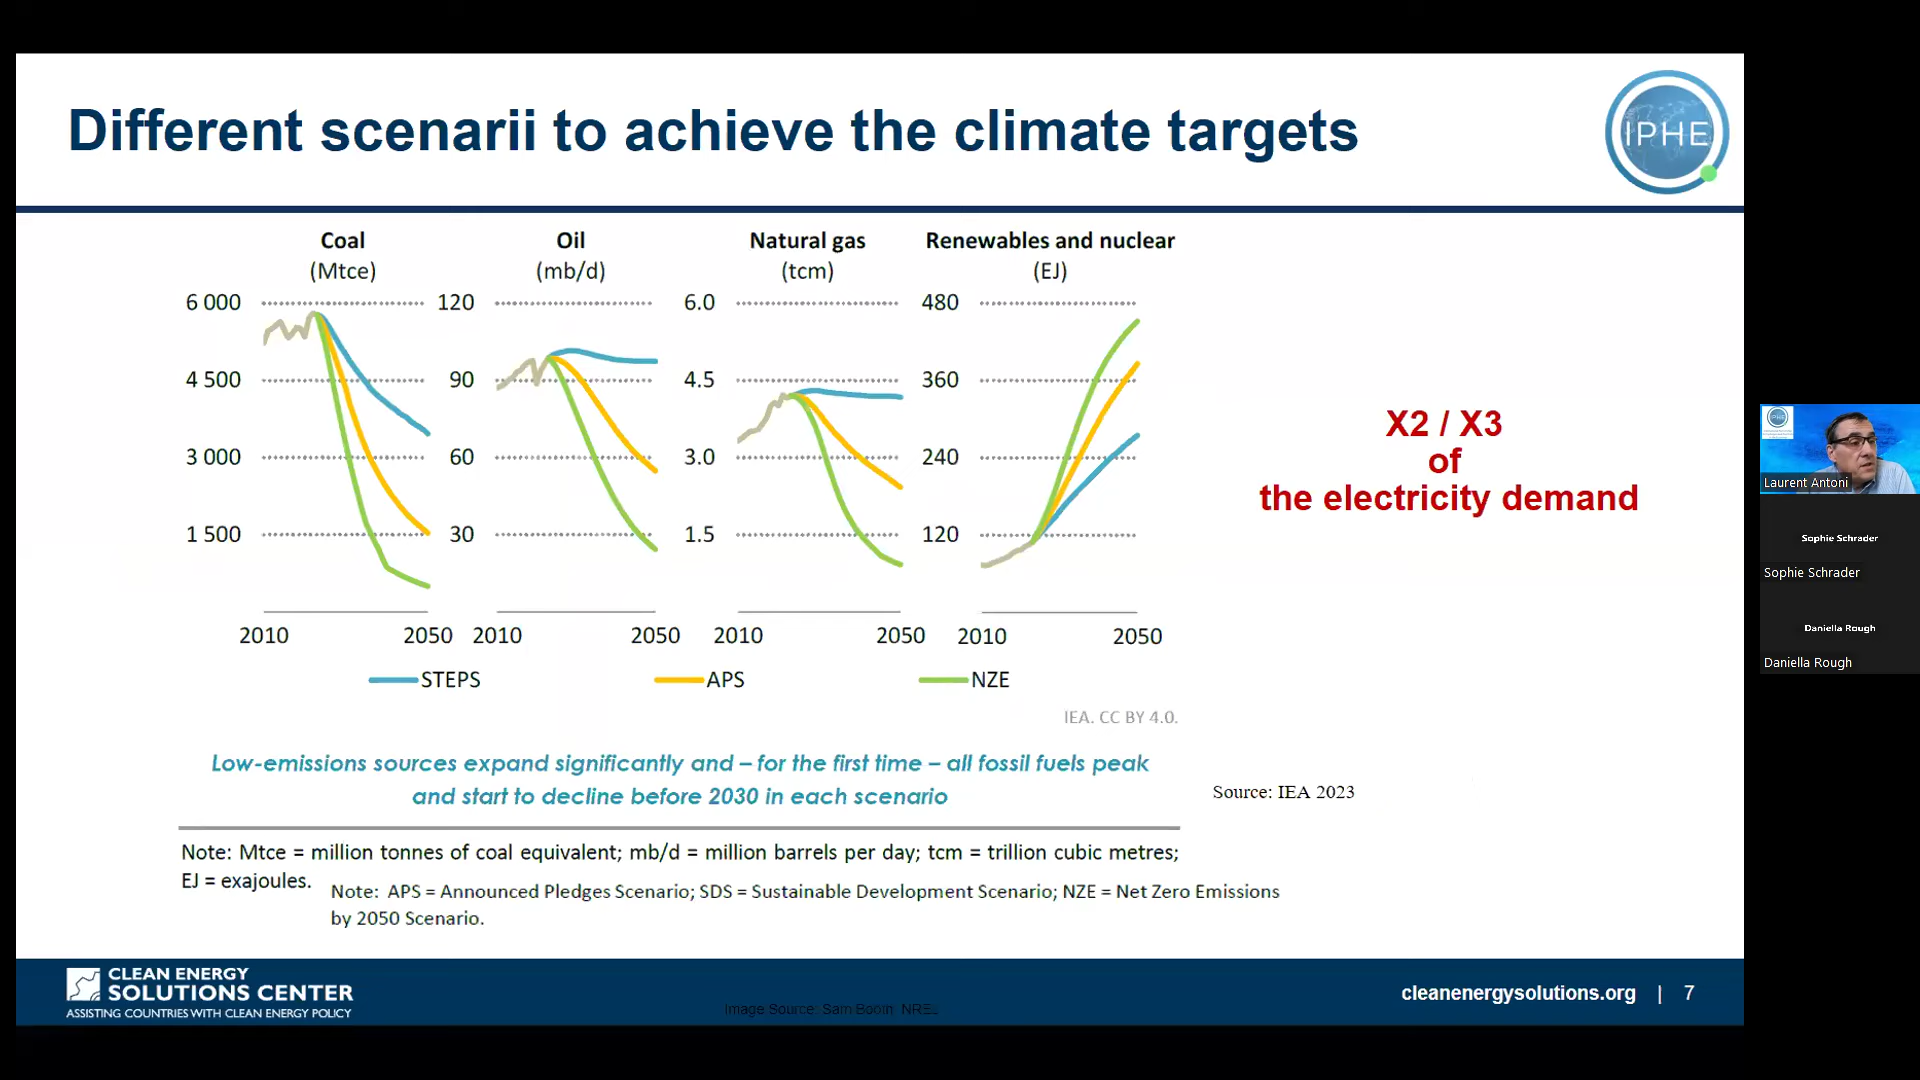 Different scenarii to achieve the climate targets
IPHE
Coal
(Mtce)
Oil
(mb/d)
Natural gas
(tcm)
Renewables and nuclear
(EJ)
6 000
4 500
3 000
1 500
120
90
60
30
6.0
4.5
3.0
1.5
480
360
240
120
2010 2050
2010 2050
2010 2050
2010 2050
STEPS APS NZE
IEA. CC BY 4.0.
X2 / X3
of
the electricity demand
Low-emissions sources expand significantly and – for the first time – all fossil fuels peak
and start to decline before 2030 in each scenario
Source: IEA 2023
Note: Mtce = million tonnes of coal equivalent; mb/d = million barrels per day; tcm = trillion cubic metres;
EJ = exajoules.
Note: APS = Announced Pledges Scenario; SDS = Sustainable Development Scenario; NZE = Net Zero Emissions
by 2050 Scenario.
CLEAN ENERGY
SOLUTIONS CENTER
ASSISTING COUNTRIES WITH CLEAN ENERGY POLICY
Image Source: Sam Booth
cleanenergysolutions.org | 7
IPHE
Laurent Antoni
Sophie Schrader
Sophie Schrader
Daniella Rough
Daniella Rough